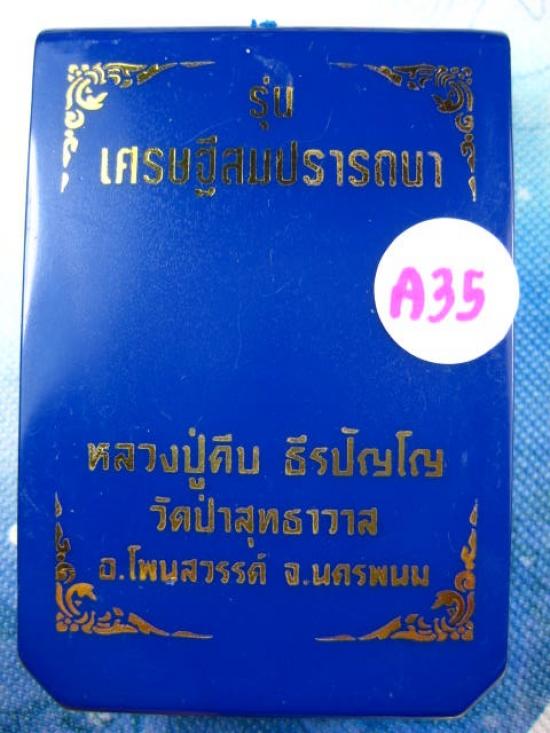 รุ่น
เศรษฐีสมปรารถนา
A35
หลวงปู่คีบ ธีรปัญโญ
วัดป่าสุทธาวาส
อ.โพนสวรรค์ จ.นครพนม